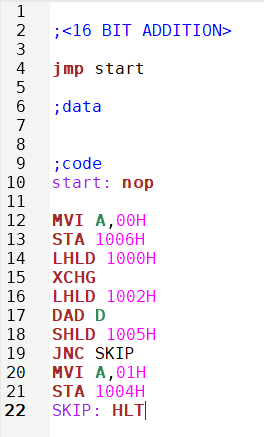 1
2 ;<16 BIT ADDITION>
3
4 jmp start
5
6 ;data
7
8
9 ;code
10 start: nop
11
12 MVI A,00H
13 STA 1006H
14 LHLD 1000H
15 XCHG
16 LHLD 1002H
17 DAD D
18 SHLD 1005H
19 JNC SKIP
20 MVI A,01H
21 STA 1004H
22 SKIP: HLT